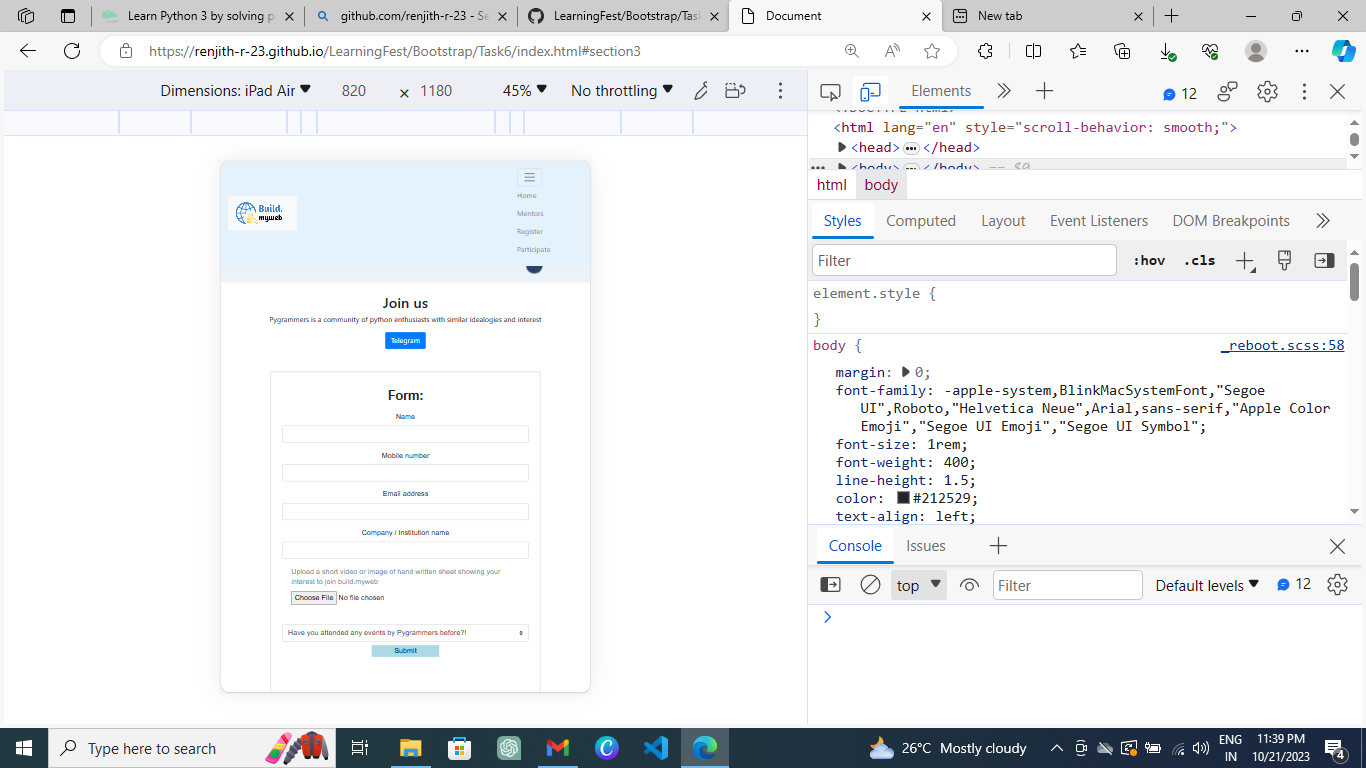 Learn Python 3 by solving p
github.com/renjith-r-23 - Se
LearningFest/Bootstrap/Tas
Document
New tab
https://renjith-r-23.github.io/LearningFest/Bootstrap/Task6/index.html#section3
Dimensions: iPad Air 820 × 1180 45% No throttling
Elements 12
<html lang="en" style="scroll-behavior: smooth;">
<head> ••• </head>
<body> ••• </body> == $0
html body
Styles Computed Layout Event Listeners DOM Breakpoints
Filter :hov .cls
element.style {
}
body { _reboot.scss:58
margin: 0;
font-family: -apple-system,BlinkMacSystemFont,"Segoe
UI",Roboto,"Helvetica Neue",Arial,sans-serif,"Apple Color
Emoji","Segoe UI Emoji","Segoe UI Symbol";
font-size: 1rem;
font-weight: 400;
line-height: 1.5;
color: #212529;
text-align: left;
Console Issues
top Filter Default levels 12
Build.
myweb
Home
Mentors
Register
Participate
Join us
Pygrammers is a community of python enthusiasts with similar idealogies and interest
Telegram
Form:
Name
Mobile number
Email address
Company / Institution name
Upload a short video or image of hand written sheet showing your
interest to join build.myweb
Choose File No file chosen
Have you attended any events by Pygrammers before?!
Submit
Type here to search
26°C Mostly cloudy
ENG
IN
11:39 PM
10/21/2023
4